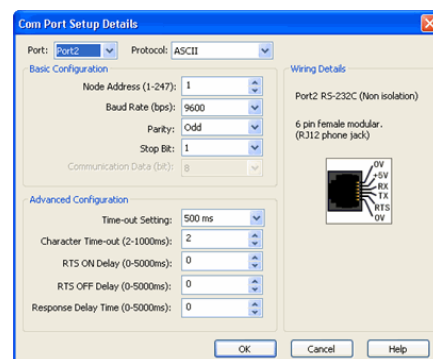 Com Port Setup Details
Port: Port2 Protocol: ASCII
Basic Configuration
Node Address (1-247): 1
Baud Rate (bps): 9600
Parity: Odd
Stop Bit: 1
Communication Data (bit): 8
Advanced Configuration
Time-out Setting: 500 ms
Character Time-out (2-1000ms): 2
RTS ON Delay (0-5000ms): 0
RTS OFF Delay (0-5000ms): 0
Response Delay Time (0-5000ms): 0
Wiring Details
Port2 RS-232C (Non isolation)
6 pin female modular.
(RJ12 phone jack)
0V
+5V
RX
TX
RTS
0V
OK Cancel Help